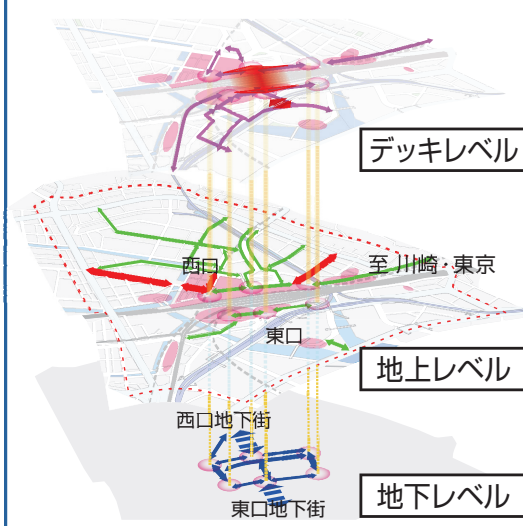 デッキレベル
西口
至 川崎・東京
東口
地上レベル
西口地下街
東口地下街
地下レベル